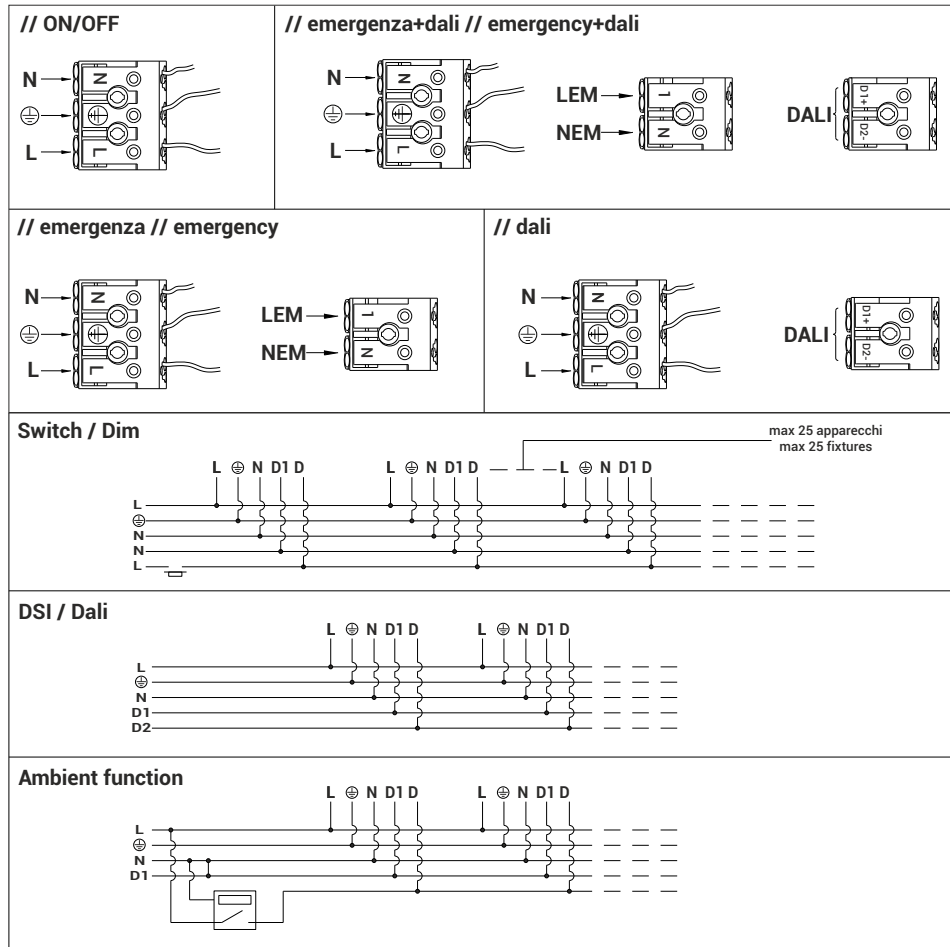 // ON/OFF
N
N
L
L
// emergenza+dali // emergency+dali
N
N
L
L
LEM
1
NEM
N
DALI
D1+
D2-
// emergenza // emergency
N
N
L
L
LEM
1
NEM
N
// dali
N
N
L
L
DALI
D1+
D2-
Switch / Dim
max 25 apparecchi
max 25 fixtures
L N D1 D L N D1 D L N D1 D
L
N
N
L
DSI / Dali
L N D1 D L N D1 D
L
N
D1
D2
Ambient function
L N D1 D L N D1 D
L
N
D1